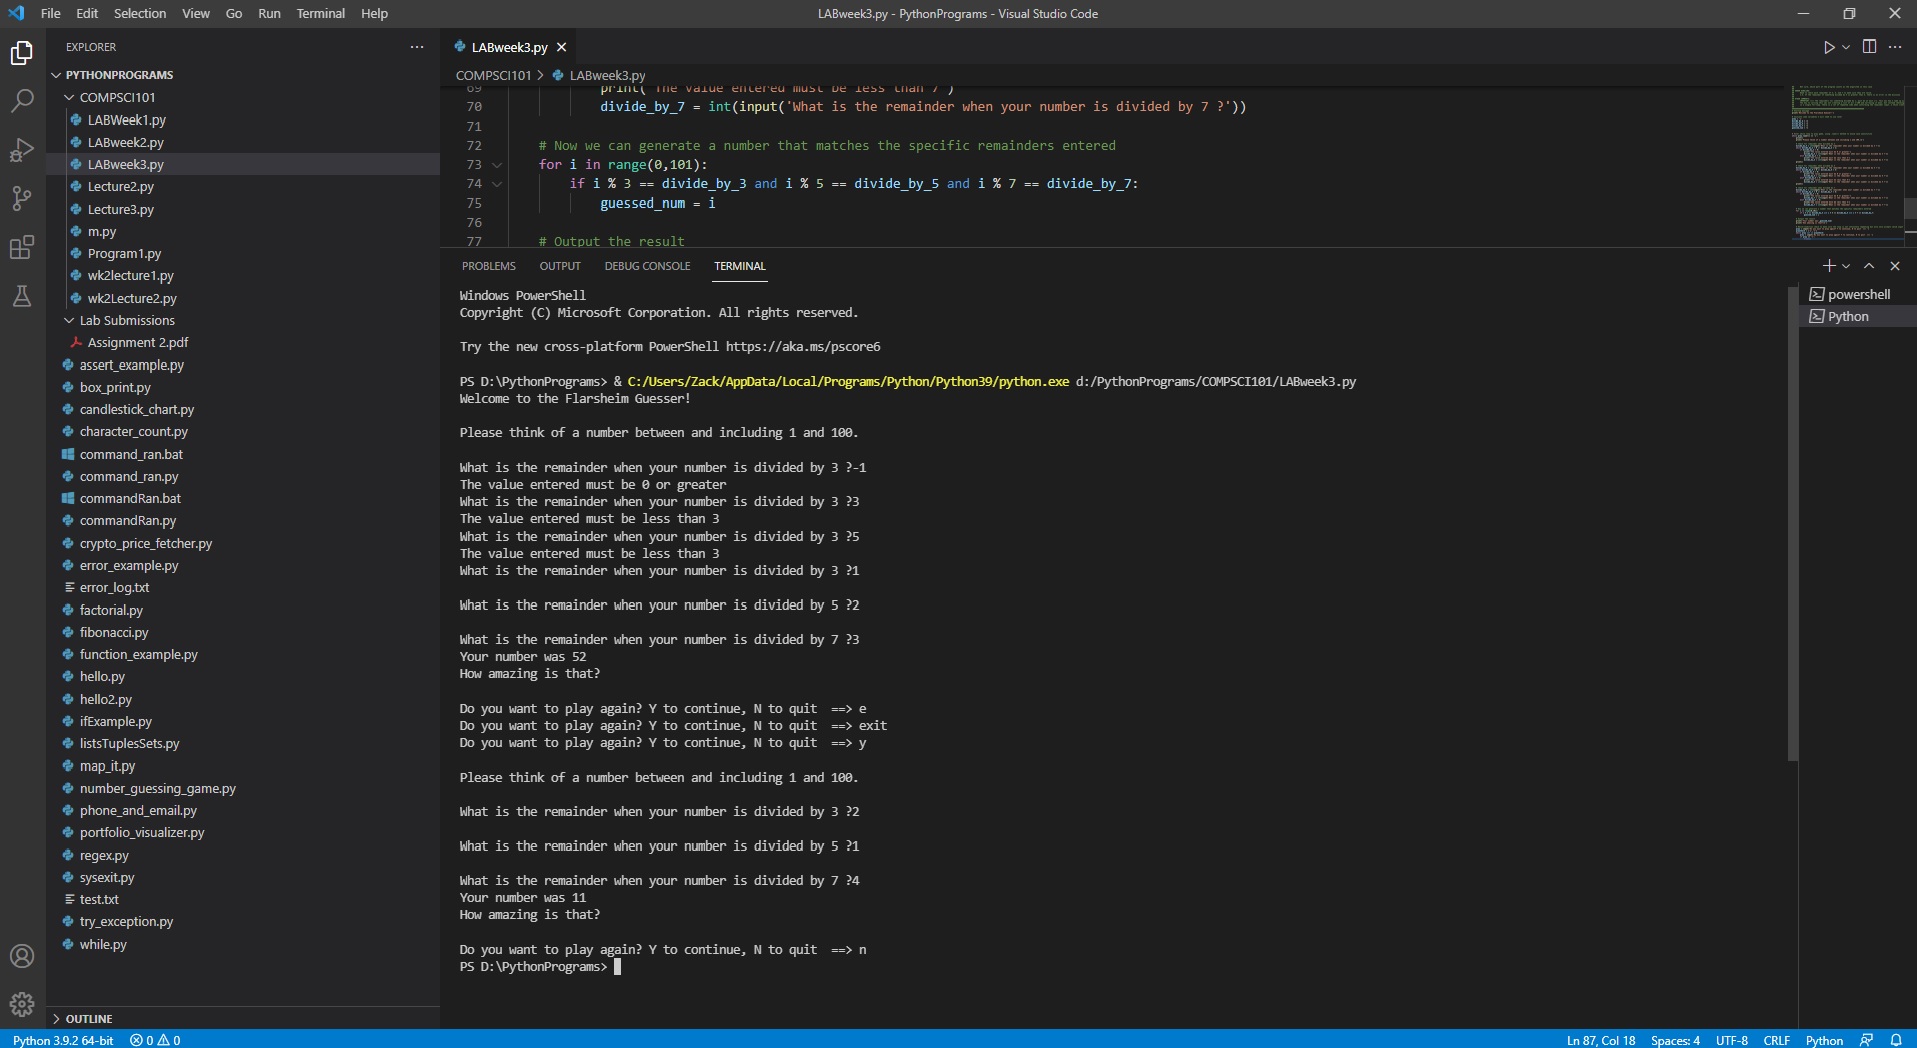 File Edit Selection View Go Run Terminal Help
LABweek3.py - PythonPrograms - Visual Studio Code
EXPLORER
PYTHONPROGRAMS
COMPSCI101
LABWeek1.py
LABweek2.py
LABweek3.py
Lecture2.py
Lecture3.py
m.py
Program1.py
wk2lecture1.py
wk2Lecture2.py
Lab Submissions
Assignment 2.pdf
assert_example.py
box_print.py
candlestick_chart.py
character_count.py
command_ran.bat
command_ran.py
commandRan.bat
commandRan.py
crypto_price_fetcher.py
error_example.py
error_log.txt
factorial.py
fibonacci.py
function_example.py
hello.py
hello2.py
ifExample.py
listsTuplesSets.py
map_it.py
number_guessing_game.py
phone_and_email.py
portfolio_visualizer.py
regex.py
sysexit.py
test.txt
try_exception.py
while.py
OUTLINE
LABweek3.py
COMPSCI101 > LABweek3.py
69 print('The value entered must be less than 7')
70 divide_by_7 = int(input('What is the remainder when your number is divided by 7 ?'))
71
72 # Now we can generate a number that matches the specific remainders entered
73 for i in range(0,101):
74 if i % 3 == divide_by_3 and i % 5 == divide_by_5 and i % 7 == divide_by_7:
75 guessed_num = i
76
77 # Output the result
PROBLEMS OUTPUT DEBUG CONSOLE TERMINAL
Windows PowerShell
Copyright (C) Microsoft Corporation. All rights reserved.
Try the new cross-platform PowerShell https://aka.ms/pscore6
PS D:\PythonPrograms> & C:/Users/Zack/AppData/Local/Programs/Python/Python39/python.exe d:/PythonPrograms/COMPSCI101/LABweek3.py
Welcome to the Flarsheim Guesser!
Please think of a number between and including 1 and 100.
What is the remainder when your number is divided by 3 ?-1
The value entered must be 0 or greater
What is the remainder when your number is divided by 3 ?3
The value entered must be less than 3
What is the remainder when your number is divided by 3 ?5
The value entered must be less than 3
What is the remainder when your number is divided by 3 ?1
What is the remainder when your number is divided by 5 ?2
What is the remainder when your number is divided by 7 ?3
Your number was 52
How amazing is that?
Do you want to play again? Y to continue, N to quit ==> e
Do you want to play again? Y to continue, N to quit ==> exit
Do you want to play again? Y to continue, N to quit ==> y
Please think of a number between and including 1 and 100.
What is the remainder when your number is divided by 3 ?2
What is the remainder when your number is divided by 5 ?1
What is the remainder when your number is divided by 7 ?4
Your number was 11
How amazing is that?
Do you want to play again? Y to continue, N to quit ==> n
PS D:\PythonPrograms>
powershell
Python
Python 3.9.2 64-bit 0 0
Ln 87, Col 18 Spaces: 4 UTF-8 CRLF Python